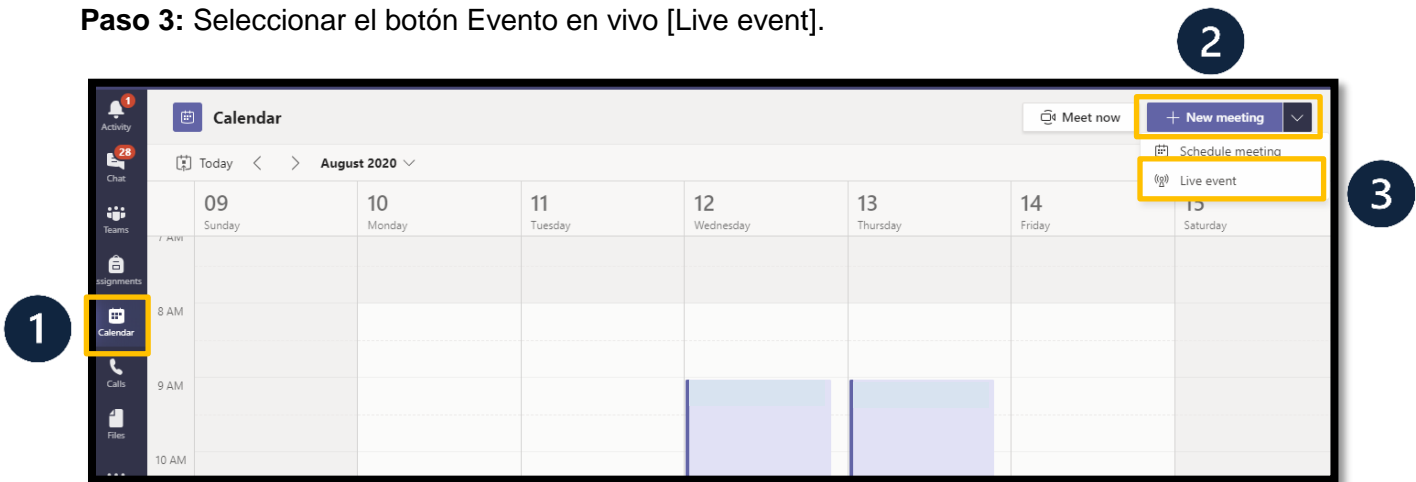 Paso 3: Seleccionar el botón Evento en vivo [Live event].
2
1
Activity
Calendar
Meet now
+ New meeting
28
Chat
Today < > August 2020
Schedule meeting
Live event
3
Teams
09
Sunday
10
Monday
11
Tuesday
12
Wednesday
13
Thursday
14
Friday
15
Saturday
7 AM
ssignments
1
Calendar
8 AM
Calls
9 AM
Files
10 AM
...